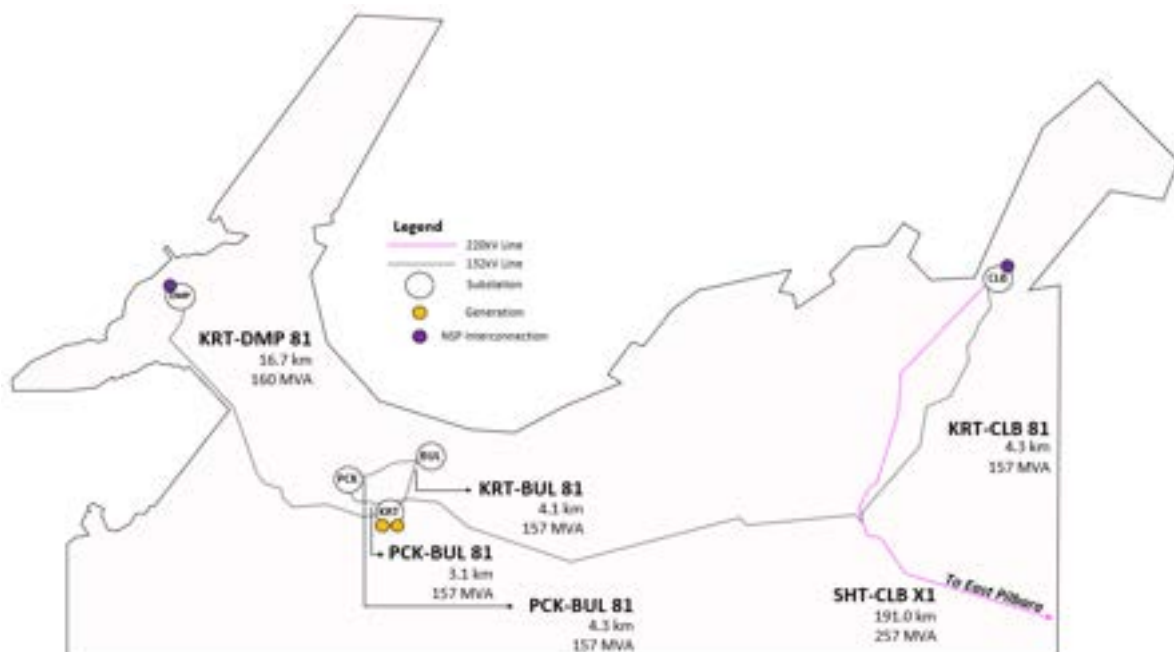 Legend
220kV Line
132kV Line
Substation
Generation
NSP Interconnection
DMP
KRT-DMP 81
16.7 km
160 MVA
CLB
KRT-CLB 81
4.3 km
157 MVA
BUL
PCK
KRT
KRT-BUL 81
4.1 km
157 MVA
PCK-BUL 81
3.1 km
157 MVA
PCK-BUL 81
4.3 km
157 MVA
To East Pilbara
SHT-CLB X1
191.0 km
257 MVA